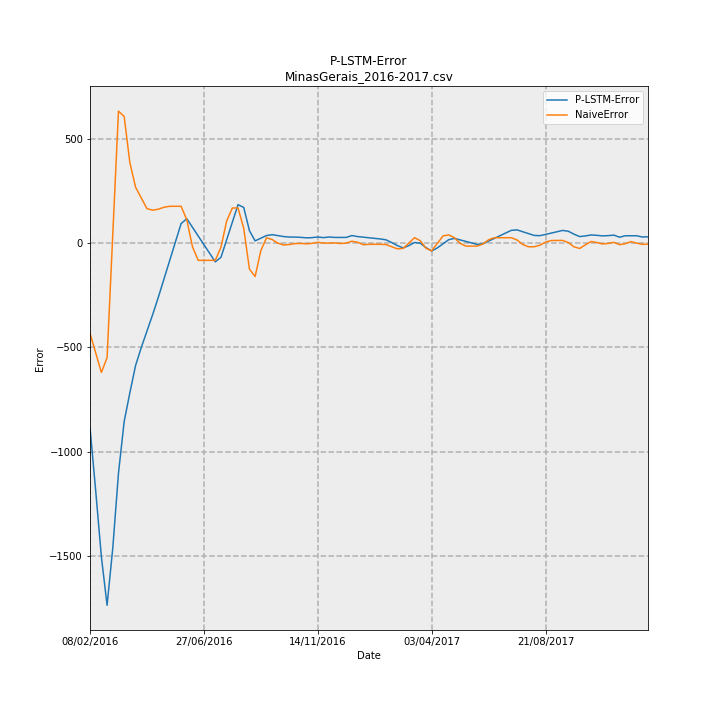 P-LSTM-Error
MinasGerais_2016-2017.csv
P-LSTM-Error
NaiveError
500
0
−500
−1000
−1500
Error
08/02/2016
27/06/2016
14/11/2016
03/04/2017
21/08/2017
Date